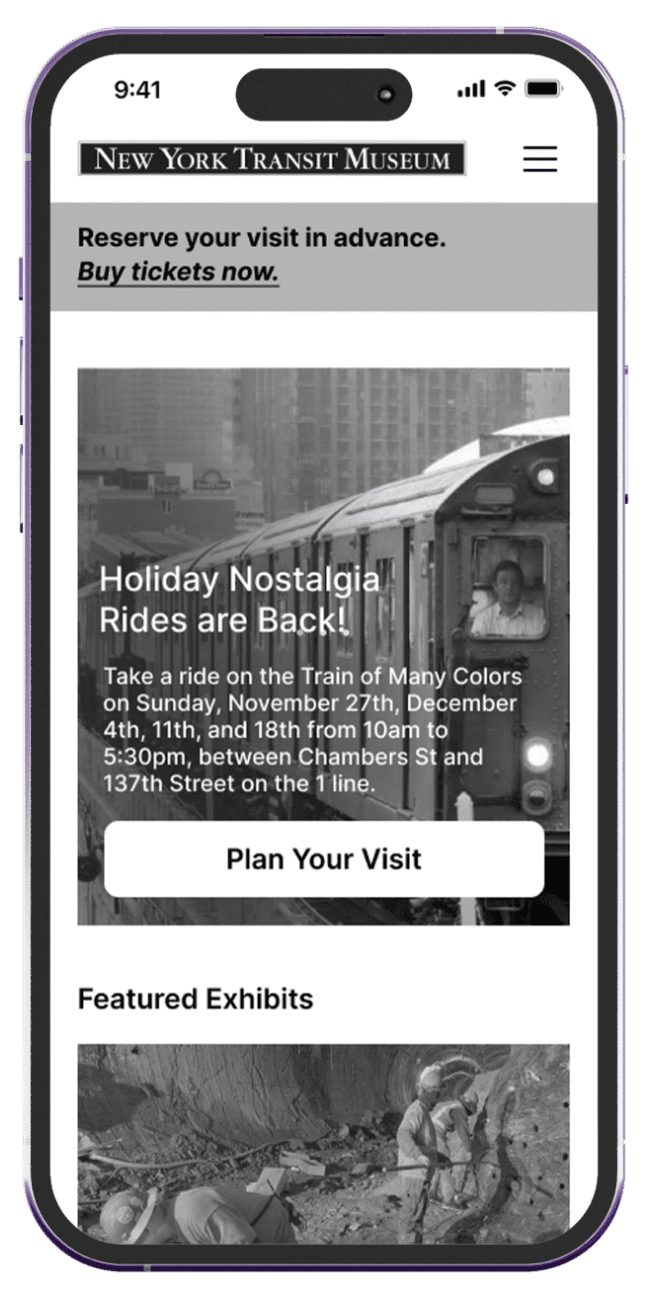 9:41
NEW YORK TRANSIT MUSEUM
Reserve your visit in advance.
Buy tickets now.
Holiday Nostalgia
Rides are Back!
Take a ride on the Train of Many Colors
on Sunday, November 27th, December
4th, 11th, and 18th from 10am to
5:30pm, between Chambers St and
137th Street on the 1 line.
Plan Your Visit
Featured Exhibits